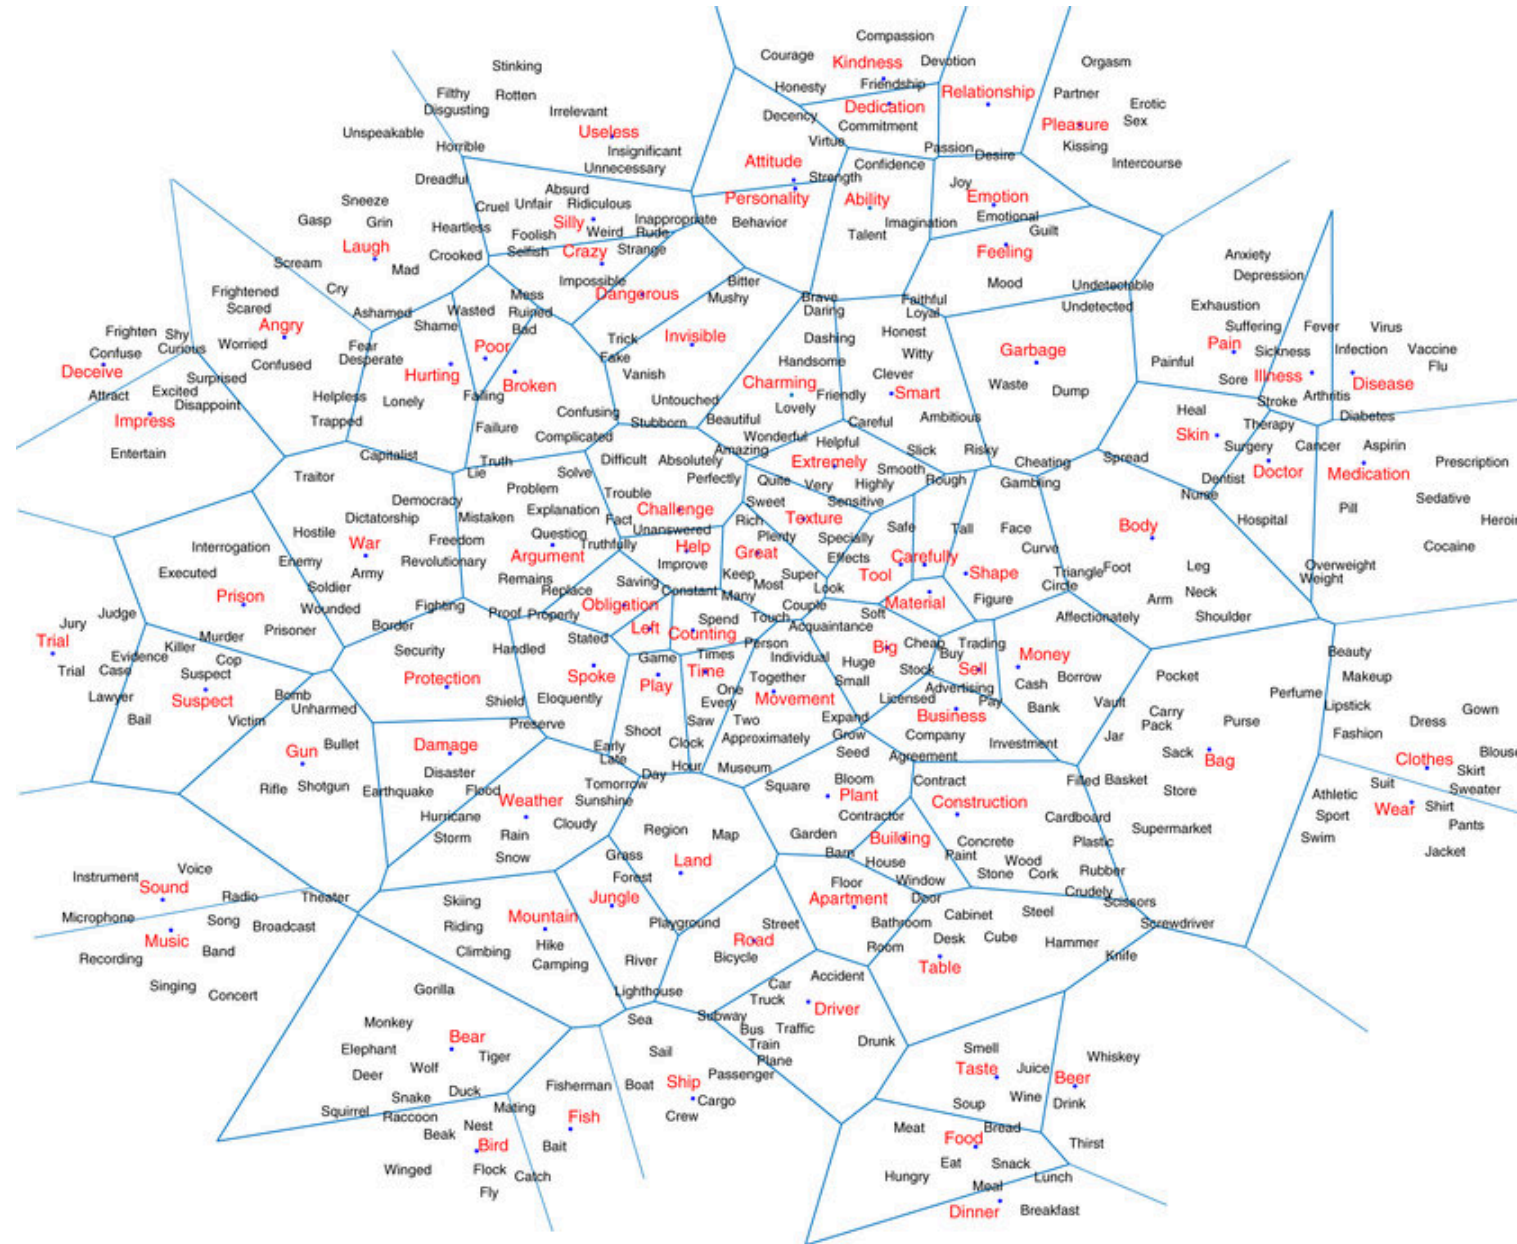 Compassion
Courage
Kindness
Devotion
Orgasm
Stinking
Honesty
Friendship
Relationship
Partner
Filthy
Rotten
Dedication
Erotic
Disgusting
Irrelevant
Decency
Commitment
Pleasure
Sex
Unspeakable
Useless
Virtue
Passion
Desire
Kissing
Horrible
Insignificant
Attitude
Confidence
Intercourse
Unnecessary
Dreadful
Strength
Joy
Absurd
Personality
Ability
Emotion
Sneeze
Cruel
Unfair
Ridiculous
Inappropriate
Behavior
Imagination
Emotional
Gasp
Grin
Heartless
Silly
Weird
Rude
Talent
Guilt
Foolish
Laugh
Crooked
Selfish
Crazy
Strange
Feeling
Anxiety
Scream
Mad
Impossible
Bitter
Mood
Undetectable
Depression
Frightened
Cry
Mess
Dangerous
Mushy
Brave
Faithful
Undetected
Exhaustion
Scared
Ashamed
Wasted
Ruined
Daring
Loyal
Frighten
Shy
Angry
Shame
Bad
Trick
Invisible
Dashing
Honest
Suffering
Fever
Virus
Confuse
Curious
Worried
Fear
Poor
Fake
Handsome
Witty
Garbage
Pain
Sickness
Infection
Vaccine
Deceive
Confused
Desperate
Hurting
Vanish
Clever
Painful
Flu
Surprised
Broken
Charming
Smart
Waste
Dump
Sore
Illness
Disease
Attract
Excited
Helpless
Lonely
Falling
Untouched
Friendly
Stroke
Arthritis
Impress
Disappoint
Trapped
Confusing
Stubborn
Beautiful
Lovely
Careful
Ambitious
Heal
Therapy
Diabetes
Failure
Complicated
Wonderful
Helpful
Skin
Surgery
Cancer
Aspirin
Entertain
Capitalist
Truth
Difficult
Absolutely
Amazing
Extremely
Slick
Risky
Cheating
Spread
Doctor
Medication
Prescription
Traitor
Lie
Solve
Perfectly
Quite
Very
Highly
Smooth
Rough
Gambling
Dentist
Democracy
Problem
Trouble
Sweet
Sensitive
Nurse
Pill
Sedative
Dictatorship
Mistaken
Explanation
Fact
Challenge
Rich
Texture
Safe
Tall
Face
Body
Hospital
Heroin
Hostile
War
Freedom
Question
Unanswered
Plenty
Specially
Curve
Interrogation
Enemy
Revolutionary
Argument
Truthfully
Help
Great
Effects
Carefully
Cocaine
Executed
Army
Improve
Keep
Super
Tool
Shape
Triangle
Foot
Leg
Overweight
Soldier
Remains
Saving
Most
Look
Circle
Weight
Prison
Wounded
Replace
Constant
Many
Couple
Material
Figure
Arm
Neck
Judge
Fighting
Proof
Properly
Obligation
Spend
Touch
Soft
Affectionately
Shoulder
Jury
Murder
Prisoner
Border
Stated
Left
Counting
Acquaintance
Trial
Killer
Security
Handled
Person
Big
Cheap
Trading
Evidence
Cop
Game
Times
Individual
Huge
Buy
Money
Beauty
Trial
Case
Suspect
Protection
Spoke
Play
Time
Together
Small
Stock
Sell
Borrow
Pocket
Makeup
Lawyer
Suspect
Bomb
Shield
Eloquently
One
Movement
Licensed
Advertising
Cash
Perfume
Bail
Victim
Unharmed
Every
Expand
Pay
Bank
Vault
Carry
Lipstick
Gown
Preserve
Shoot
Saw
Two
Business
Pack
Purse
Dress
Gun
Bullet
Damage
Early
Clock
Approximately
Grow
Company
Investment
Jar
Fashion
Late
Seed
Agreement
Sack
Bag
Clothes
Blouse
Disaster
Day
Hour
Museum
Filled
Basket
Skirt
Rifle
Shotgun
Earthquake
Flood
Tomorrow
Square
Bloom
Contract
Store
Suit
Sweater
Weather
Sunshine
Plant
Construction
Athletic
Wear
Shirt
Hurricane
Cloudy
Region
Map
Contractor
Cardboard
Sport
Pants
Storm
Rain
Garden
Building
Concrete
Plastic
Supermarket
Swim
Snow
Grass
Land
Barn
House
Paint
Wood
Jacket
Instrument
Voice
Forest
Floor
Window
Stone
Cork
Rubber
Sound
Radio
Theater
Skiing
Jungle
Apartment
Door
Crudely
Scissors
Microphone
Song
Broadcast
Riding
Mountain
Playground
Street
Bathroom
Cabinet
Steel
Screwdriver
Music
Band
Hike
Road
Room
Desk
Cube
Hammer
Recording
Climbing
Camping
River
Bicycle
Table
Knife
Singing
Concert
Gorilla
Lighthouse
Car
Accident
Truck
Driver
Monkey
Sea
Subway
Bus
Traffic
Elephant
Bear
Tiger
Sail
Train
Drunk
Smell
Whiskey
Deer
Wolf
Plane
Taste
Juice
Beer
Snake
Duck
Fisherman
Boat
Ship
Passenger
Wine
Drink
Squirrel
Raccoon
Mating
Cargo
Soup
Beak
Nest
Fish
Crew
Meat
Bread
Bird
Bait
Food
Thirst
Winged
Flock
Catch
Hungry
Eat
Snack
Lunch
Fly
Meal
Dinner
Breakfast